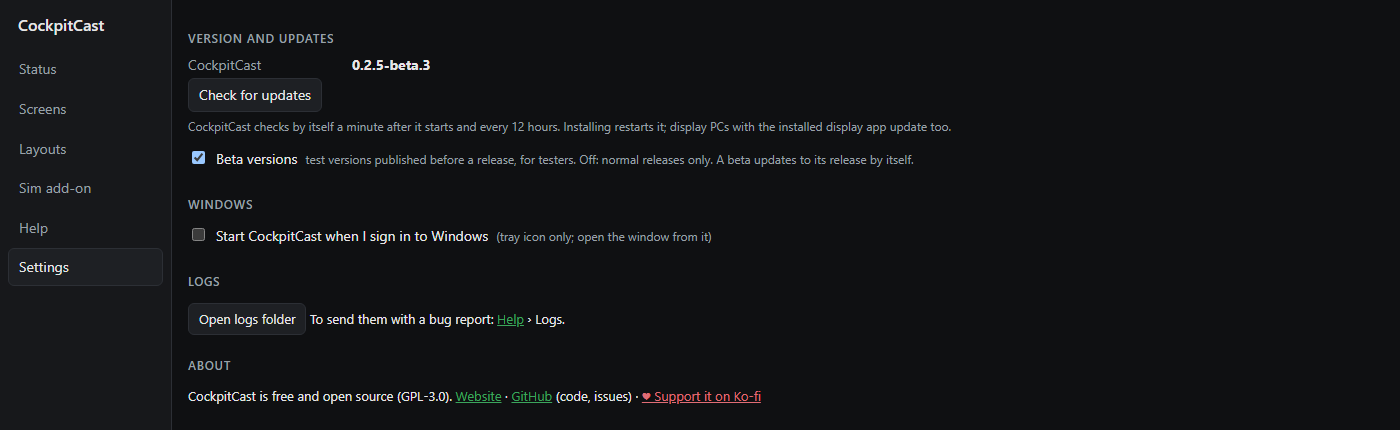 CockpitCast
Status
Screens
Layouts
Sim add-on
Help
Settings
VERSION AND UPDATES
CockpitCast 0.2.5-beta.3
Check for updates
CockpitCast checks by itself a minute after it starts and every 12 hours. Installing restarts it; display PCs with the installed display app update too.
Beta versions test versions published before a release, for testers. Off: normal releases only. A beta updates to its release by itself.
WINDOWS
Start CockpitCast when I sign in to Windows (tray icon only; open the window from it)
LOGS
Open logs folder To send them with a bug report: Help › Logs.
ABOUT
CockpitCast is free and open source (GPL-3.0). Website · GitHub (code, issues) · ♥ Support it on Ko-fi